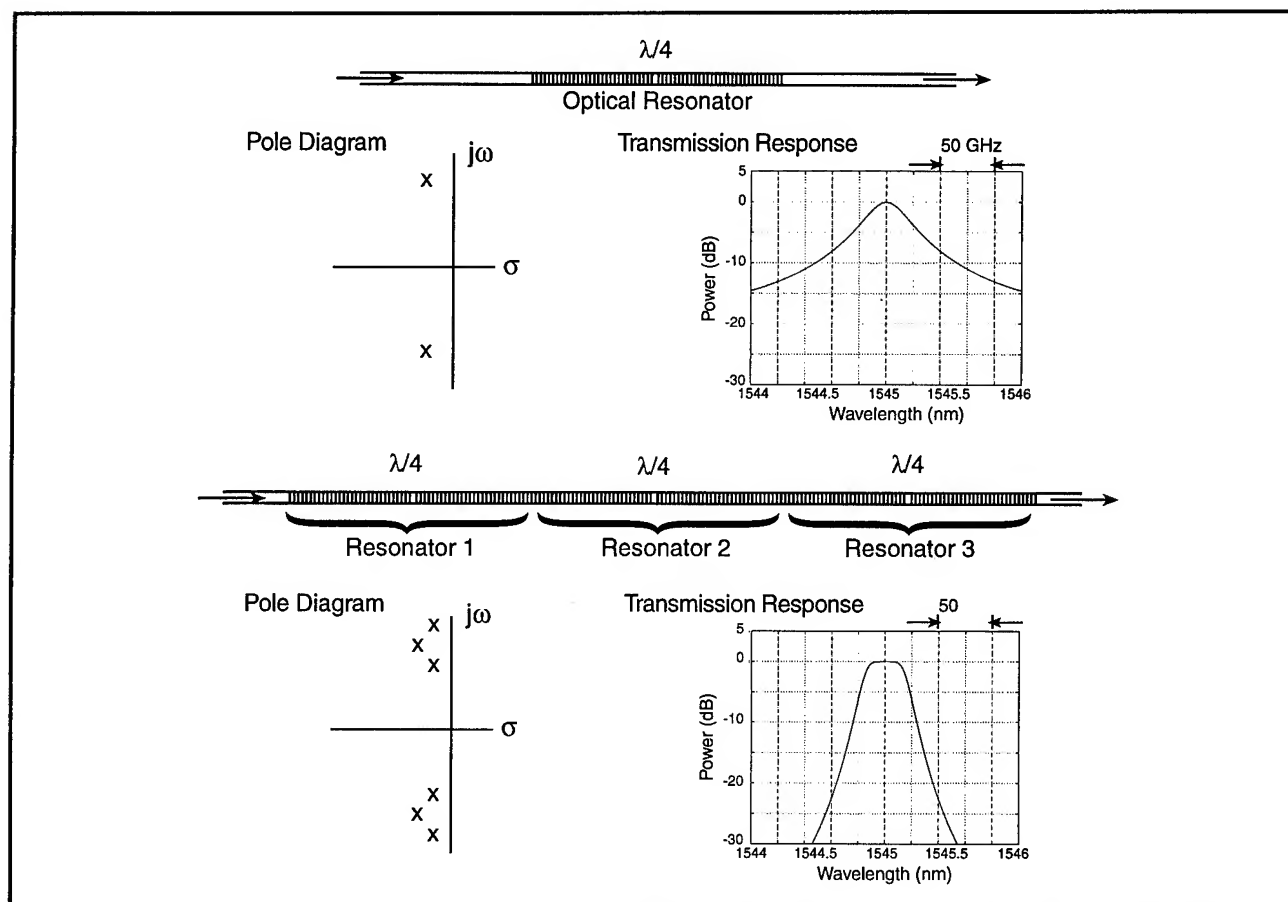 λ/4
Optical Resonator
Pole Diagram
jω
x
σ
x
Transmission Response
50 GHz
5
0
-10
-20
-30
Power (dB)
1544
1544.5
1545
1545.5
1546
Wavelength (nm)
λ/4
λ/4
λ/4
Resonator 1
Resonator 2
Resonator 3
Pole Diagram
jω
x
x
x
σ
x
x
x
Transmission Response
50
5
0
-10
-20
-30
Power (dB)
1544
1544.5
1545
1545.5
1546
Wavelength (nm)